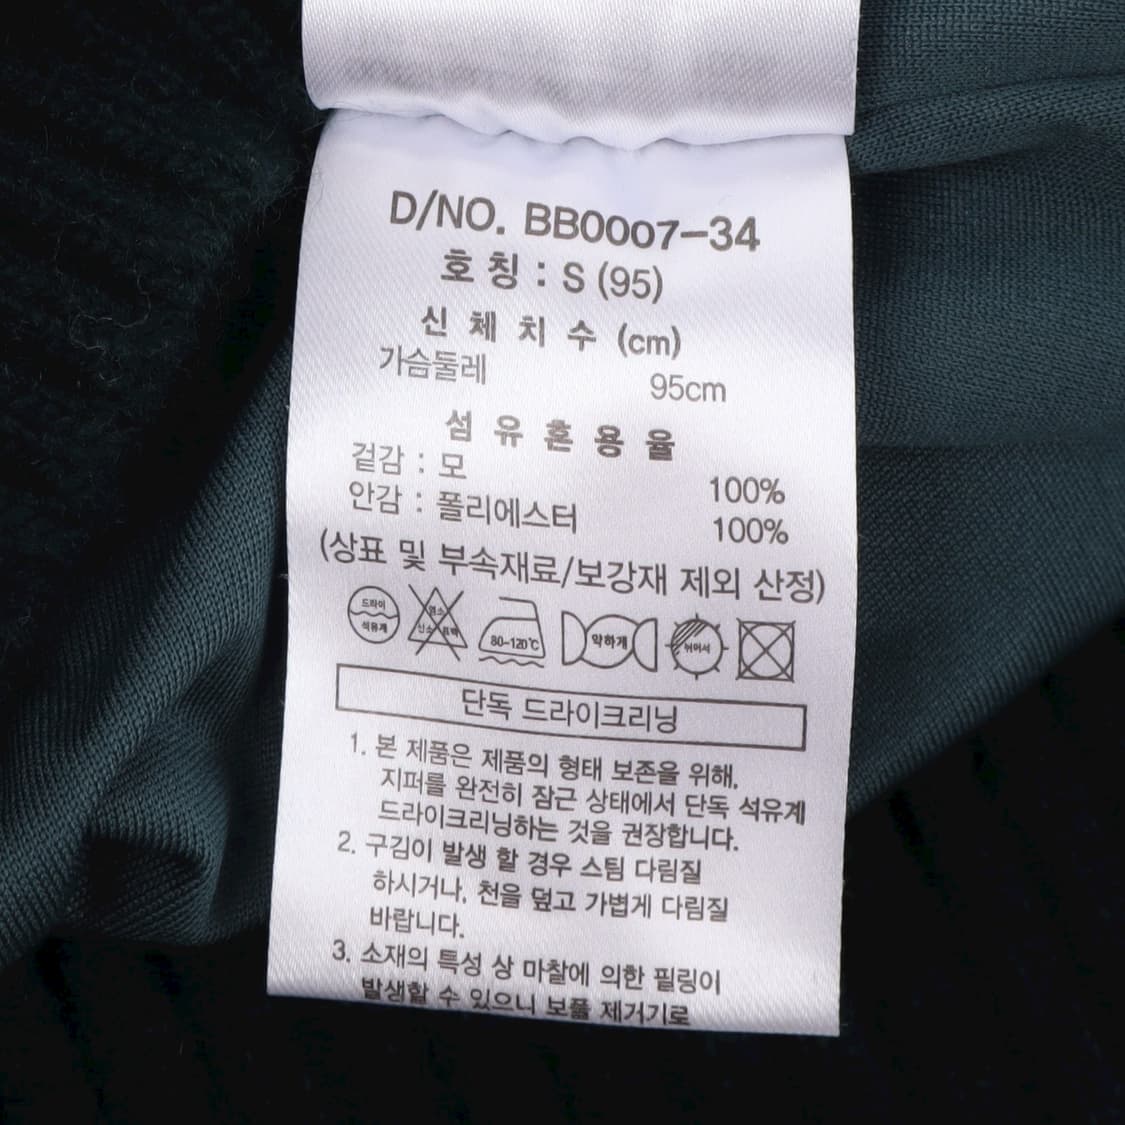 D/NO. BB0007-34
호 칭 : S (95)
신 체 치 수 (cm)
가슴둘레 95cm
섬 유 혼 용 율
겉감 : 모 100%
안감 : 폴리에스터 100%
(상표 및 부속재료/보강재 제외 산정)
드라이
석유계
염소
산소 표백
80-120℃
약하게
뉘어서
단독 드라이크리닝
1. 본 제품은 제품의 형태 보존을 위해,
지퍼를 완전히 잠근 상태에서 단독 석유계
드라이크리닝하는 것을 권장합니다.
2. 구김이 발생 할 경우 스팀 다림질
하시거나, 천을 덮고 가볍게 다림질
바랍니다.
3. 소재의 특성 상 마찰에 의한 필링이
발생할 수 있으니 보풀 제거기로